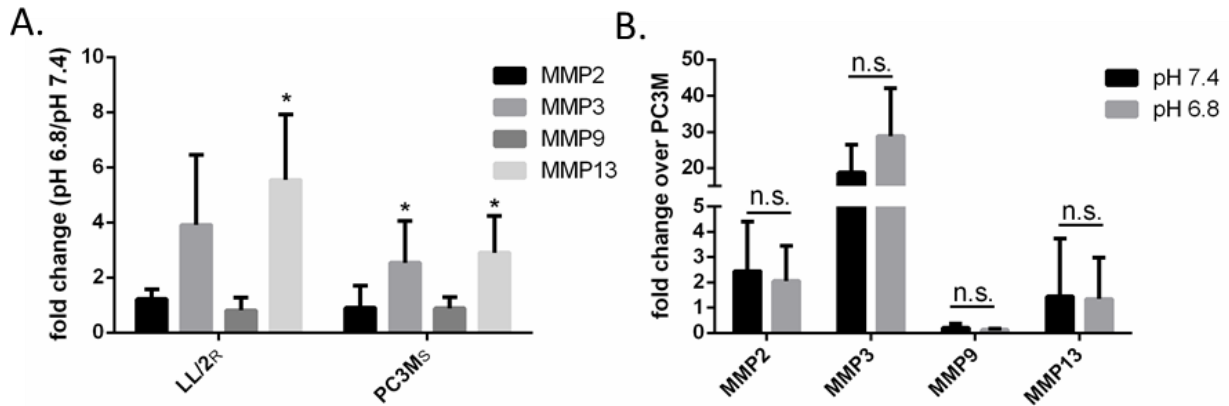 A.
fold change (pH 6.8/pH 7.4)
10
8
6
4
2
0
*
*
*
MMP2
MMP3
MMP9
MMP13
LL/2R
PC3MS
B.
fold change over PC3M
50
40
30
20
5
4
3
2
1
0
n.s.
n.s.
n.s.
n.s.
pH 7.4
pH 6.8
MMP2
MMP3
MMP9
MMP13